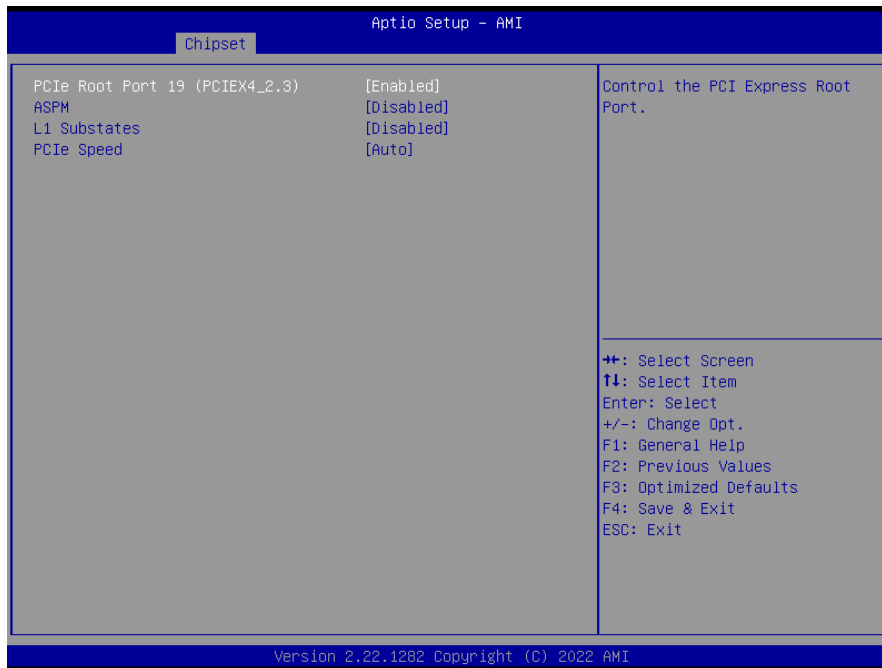 Aptio Setup – AMI
Chipset
PCIe Root Port 19 (PCIEX4_2.3) [Enabled]
ASPM [Disabled]
L1 Substates [Disabled]
PCIe Speed [Auto]
Control the PCI Express Root
Port.
→←: Select Screen
↑↓: Select Item
Enter: Select
+/-: Change Opt.
F1: General Help
F2: Previous Values
F3: Optimized Defaults
F4: Save & Exit
ESC: Exit
Version 2.22.1282 Copyright (C) 2022 AMI